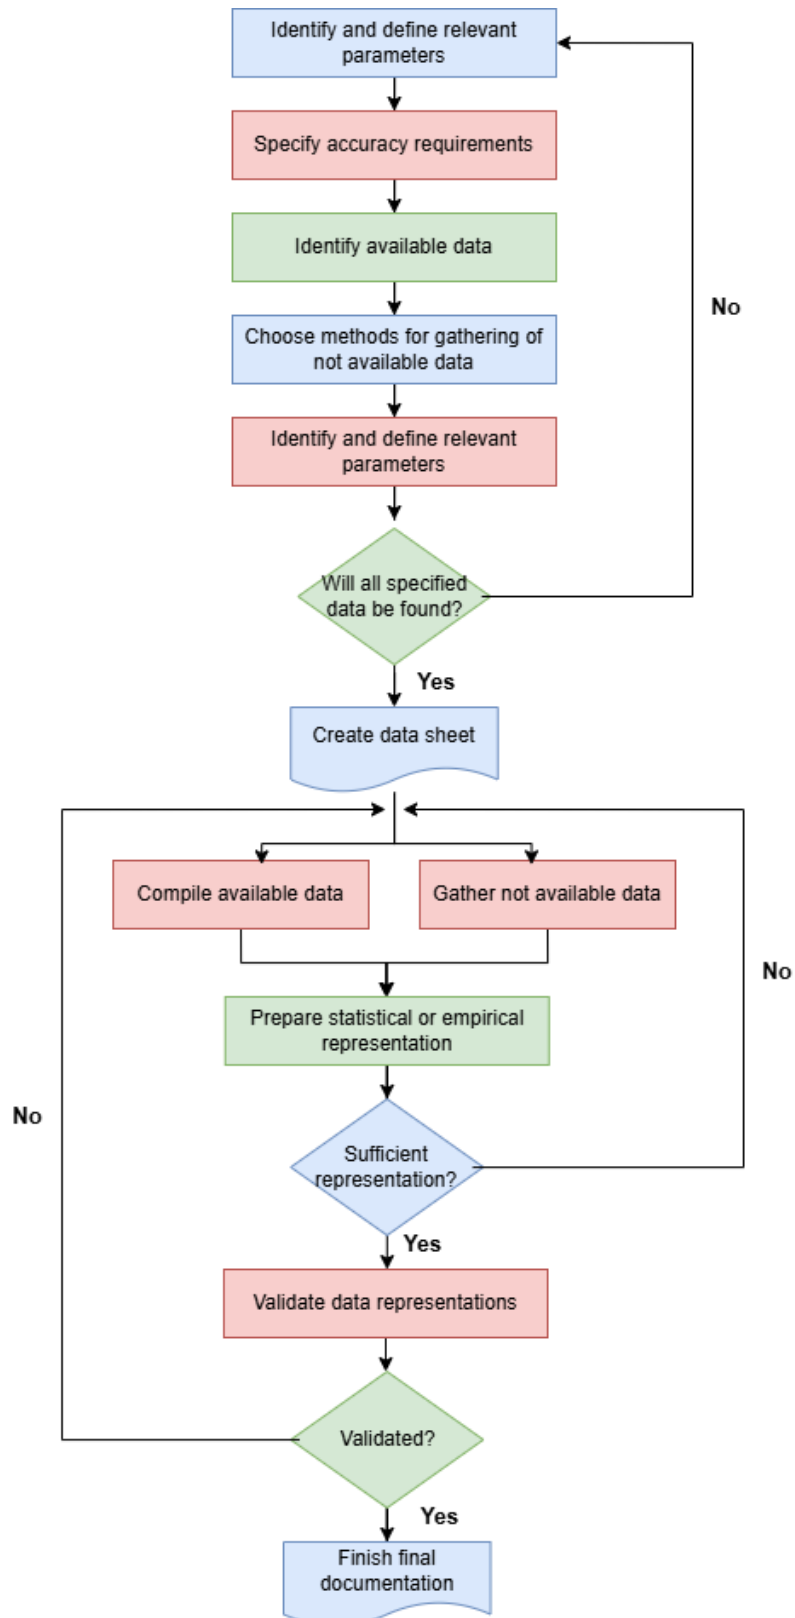 Identify and define relevant
parameters
Specify accuracy requirements
Identify available data
No
Choose methods for gathering of
not available data
Identify and define relevant
parameters
Will all specified
data be found?
Yes
Create data sheet
Compile available data
Gather not available data
No
Prepare statistical or empirical
representation
No
Sufficient
representation?
Yes
Validate data representations
Validated?
Yes
Finish final
documentation